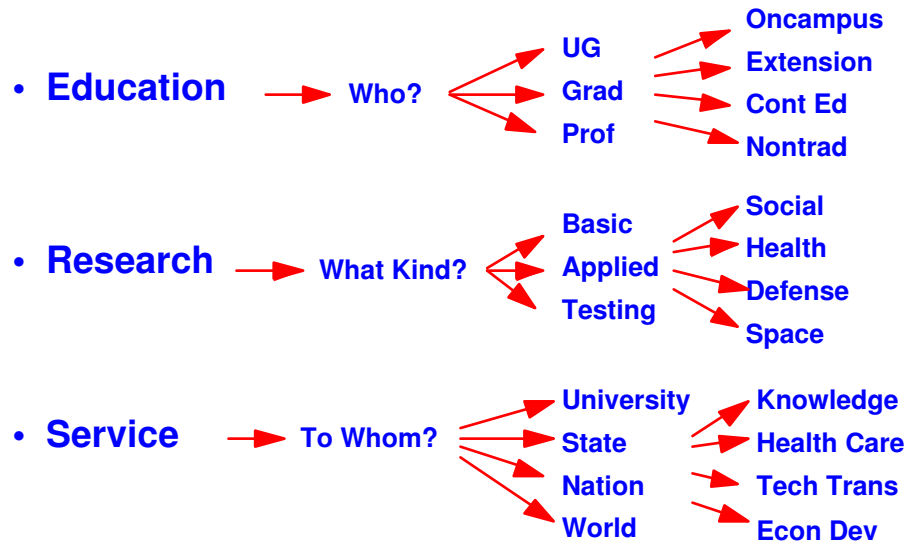 • Education
Who?
UG
Grad
Prof
Oncampus
Extension
Cont Ed
Nontrad
• Research
What Kind?
Basic
Applied
Testing
Social
Health
Defense
Space
• Service
To Whom?
University
State
Nation
World
Knowledge
Health Care
Tech Trans
Econ Dev